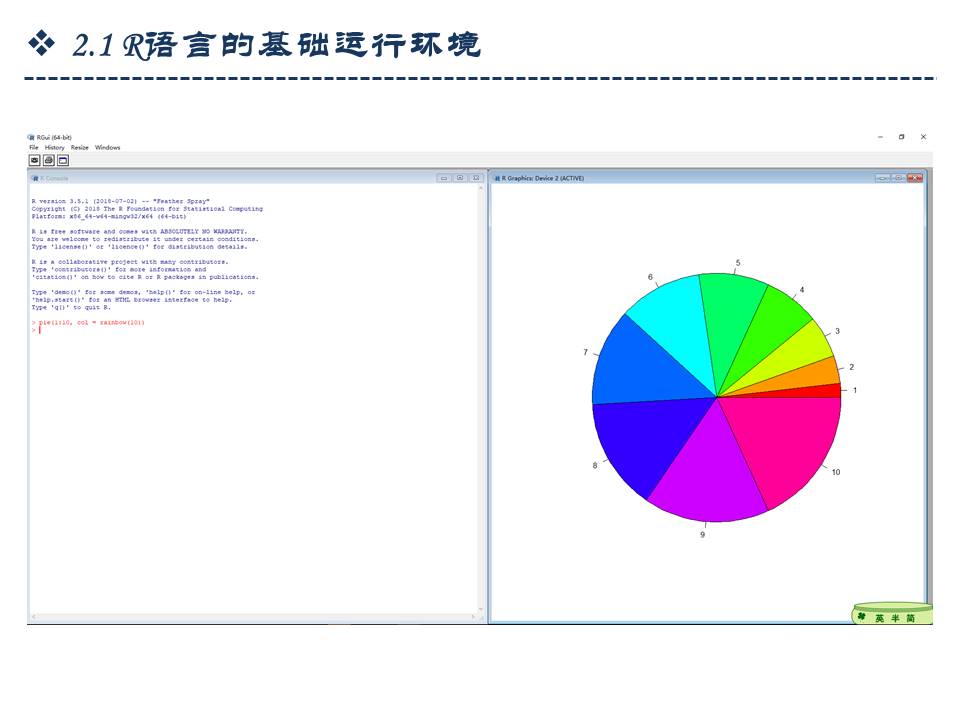 ❖ 2.1 R语言的基础运行环境
RGui (64-bit)
File History Resize Windows
R Console
R Graphics: Device 2 (ACTIVE)
R version 3.5.1 (2018-07-02) -- "Feather Spray"
Copyright (C) 2018 The R Foundation for Statistical Computing
Platform: x86_64-w64-mingw32/x64 (64-bit)
R is free software and comes with ABSOLUTELY NO WARRANTY.
You are welcome to redistribute it under certain conditions.
Type 'license()' or 'licence()' for distribution details.
R is a collaborative project with many contributors.
Type 'contributors()' for more information and
'citation()' on how to cite R or R packages in publications.
Type 'demo()' for some demos, 'help()' for on-line help, or
'help.start()' for an HTML browser interface to help.
Type 'q()' to quit R.
> pie(1:10, col = rainbow(10))
>
5
6
4
3
7
2
1
8
10
9
英 半 简